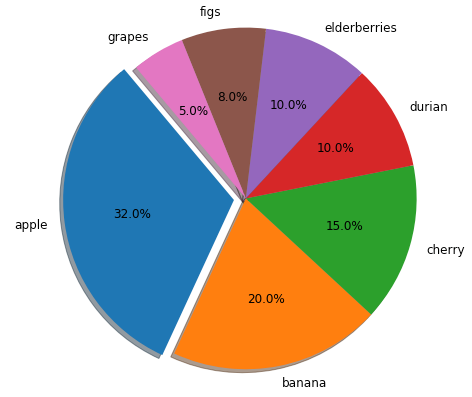 figs
grapes
elderberries
8.0%
5.0%
10.0%
durian
10.0%
apple
32.0%
15.0%
cherry
20.0%
banana